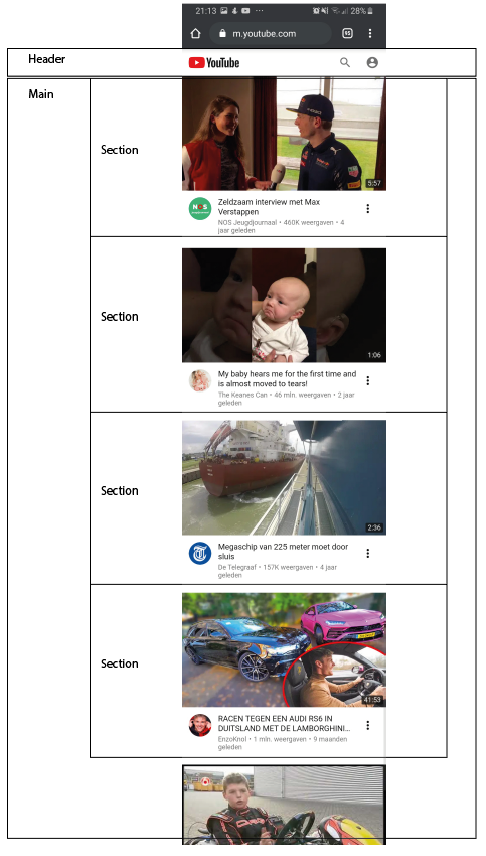 21:13 ··· 28%
m.youtube.com 95
Header
YouTube
Main
Section
5:57
NOS
Zeldzaam interview met Max
Verstappen
NOS Jeugdjournaal • 460K weergaven • 4
jaar geleden
Section
1:06
My baby hears me for the first time and
is almost moved to tears!
The Keanes Can • 46 mln. weergaven • 2 jaar
geleden
Section
2:36
Megaschip van 225 meter moet door
sluis
De Telegraaf • 157K weergaven • 4 jaar
geleden
Section
41:53
RACEN TEGEN EEN AUDI RS6 IN
DUITSLAND MET DE LAMBORGHINI...
EnzoKnol • 1 mln. weergaven • 9 maanden
geleden